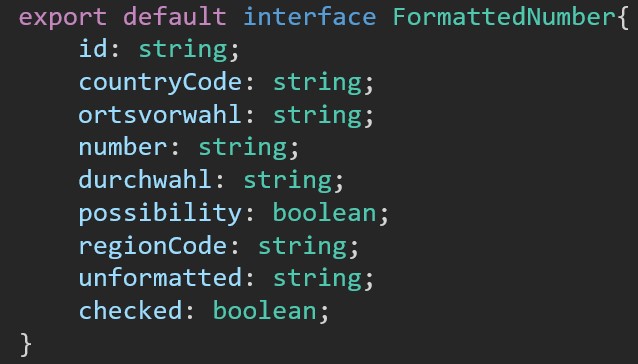 export default interface FormattedNumber{
    id: string;
    countryCode: string;
    ortsvorwahl: string;
    number: string;
    durchwahl: string;
    possibility: boolean;
    regionCode: string;
    unformatted: string;
    checked: boolean;
}